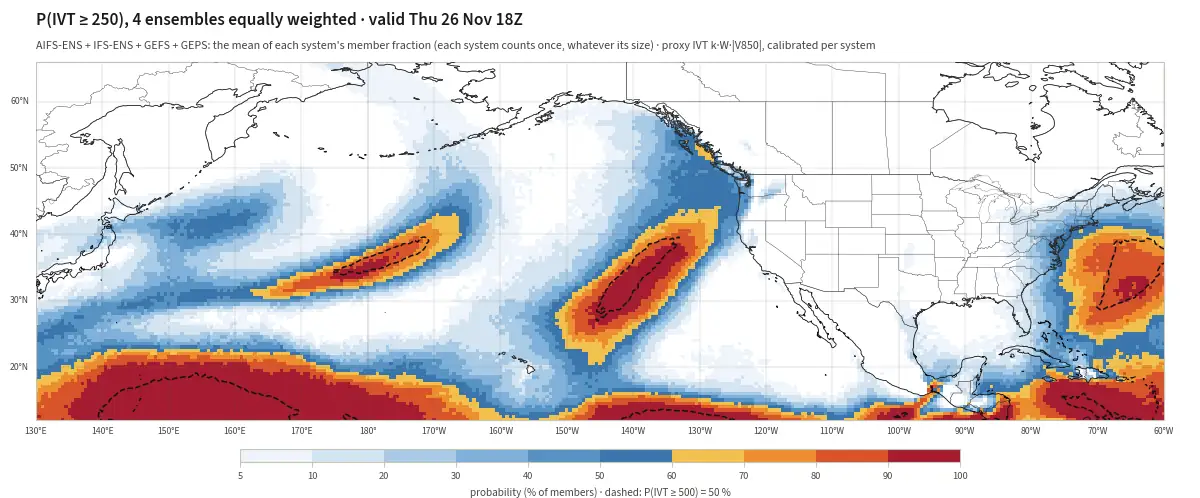 P(IVT ≥ 250), 4 ensembles equally weighted · valid Thu 26 Nov 18Z
AIFS-ENS + IFS-ENS + GEFS + GEPS: the mean of each system's member fraction (each system counts once, whatever its size) · proxy IVT k·W·|V850|, calibrated per system
60°N
50°N
40°N
30°N
20°N
130°E 140°E 150°E 160°E 170°E 180° 170°W 160°W 150°W 140°W 130°W 120°W 110°W 100°W 90°W 80°W 70°W 60°W
5 10 20 30 40 50 60 70 80 90 100
probability (% of members) · dashed: P(IVT ≥ 500) = 50 %